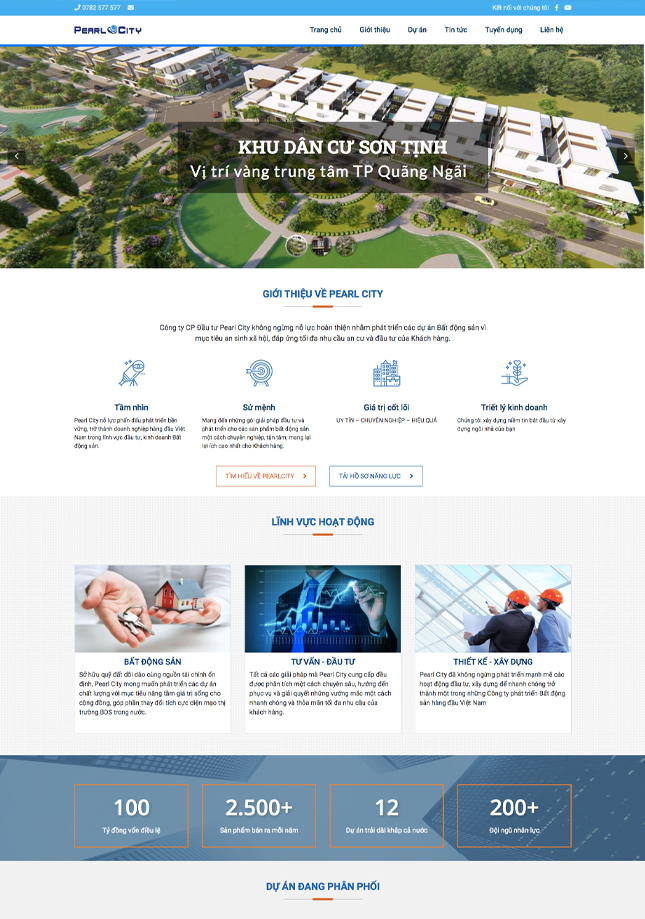 0782 577 577
Kết nối với chúng tôi
PEARL CITY
Trang chủ Giới thiệu Dự án Tin tức Tuyển dụng Liên hệ
KHU DÂN CƯ SƠN TỊNH
Vị trí vàng trung tâm TP Quãng Ngãi
GIỚI THIỆU VỀ PEARL CITY
Công ty CP Đầu tư Pearl City không ngừng nỗ lực hoàn thiện nhằm phát triển các dự án Bất động sản vì
mục tiêu an sinh xã hội, đáp ứng tối đa nhu cầu an cư và đầu tư của Khách hàng.
Tầm nhìn
Pearl City nỗ lực phấn đấu phát triển bền
vững, trở thành doanh nghiệp hàng đầu Việt
Nam trong lĩnh vực đầu tư, kinh doanh Bất
động sản.
Sứ mệnh
Mang đến những gói giải pháp đầu tư và
phát triển cho các sản phẩm bất động sản
một cách chuyên nghiệp, tận tâm, mang lại
lợi ích cao nhất cho Khách hàng.
Giá trị cốt lõi
UY TÍN – CHUYÊN NGHIỆP – HIỆU QUẢ
Triết lý kinh doanh
Chúng tôi xây dựng niềm tin bắt đầu từ xây
dựng ngôi nhà của bạn
TÌM HIỂU VỀ PEARLCITY
TẢI HỒ SƠ NĂNG LỰC
LĨNH VỰC HOẠT ĐỘNG
BẤT ĐỘNG SẢN
Sở hữu quỹ đất dồi dào cùng nguồn tài chính ổn
định, Pearl City mong muốn phát triển các dự án
chất lượng với mục tiêu nâng tầm giá trị sống cho
cộng đồng, góp phần thay đổi tích cực diện mạo thị
trường BDS trong nước.
TƯ VẤN - ĐẦU TƯ
Tất cả các giải pháp mà Pearl City cung cấp đều
được phân tích một cách chuyên sâu, hướng đến
phục vụ và giải quyết những vướng mắc một cách
nhanh chóng và thỏa mãn tối đa nhu cầu của
khách hàng.
THIẾT KẾ - XÂY DỰNG
Pearl City đã không ngừng phát triển mạnh mẽ các
hoạt động đầu tư, xây dựng để nhanh chóng trở
thành một trong những Công ty phát triển Bất động
sản hàng đầu Việt Nam
100
Tỷ đồng vốn điều lệ
2.500+
Sản phẩm bán ra mỗi năm
12
Dự án trải dài khắp cả nước
200+
Đội ngũ nhân lực
DỰ ÁN ĐANG PHÂN PHỐI